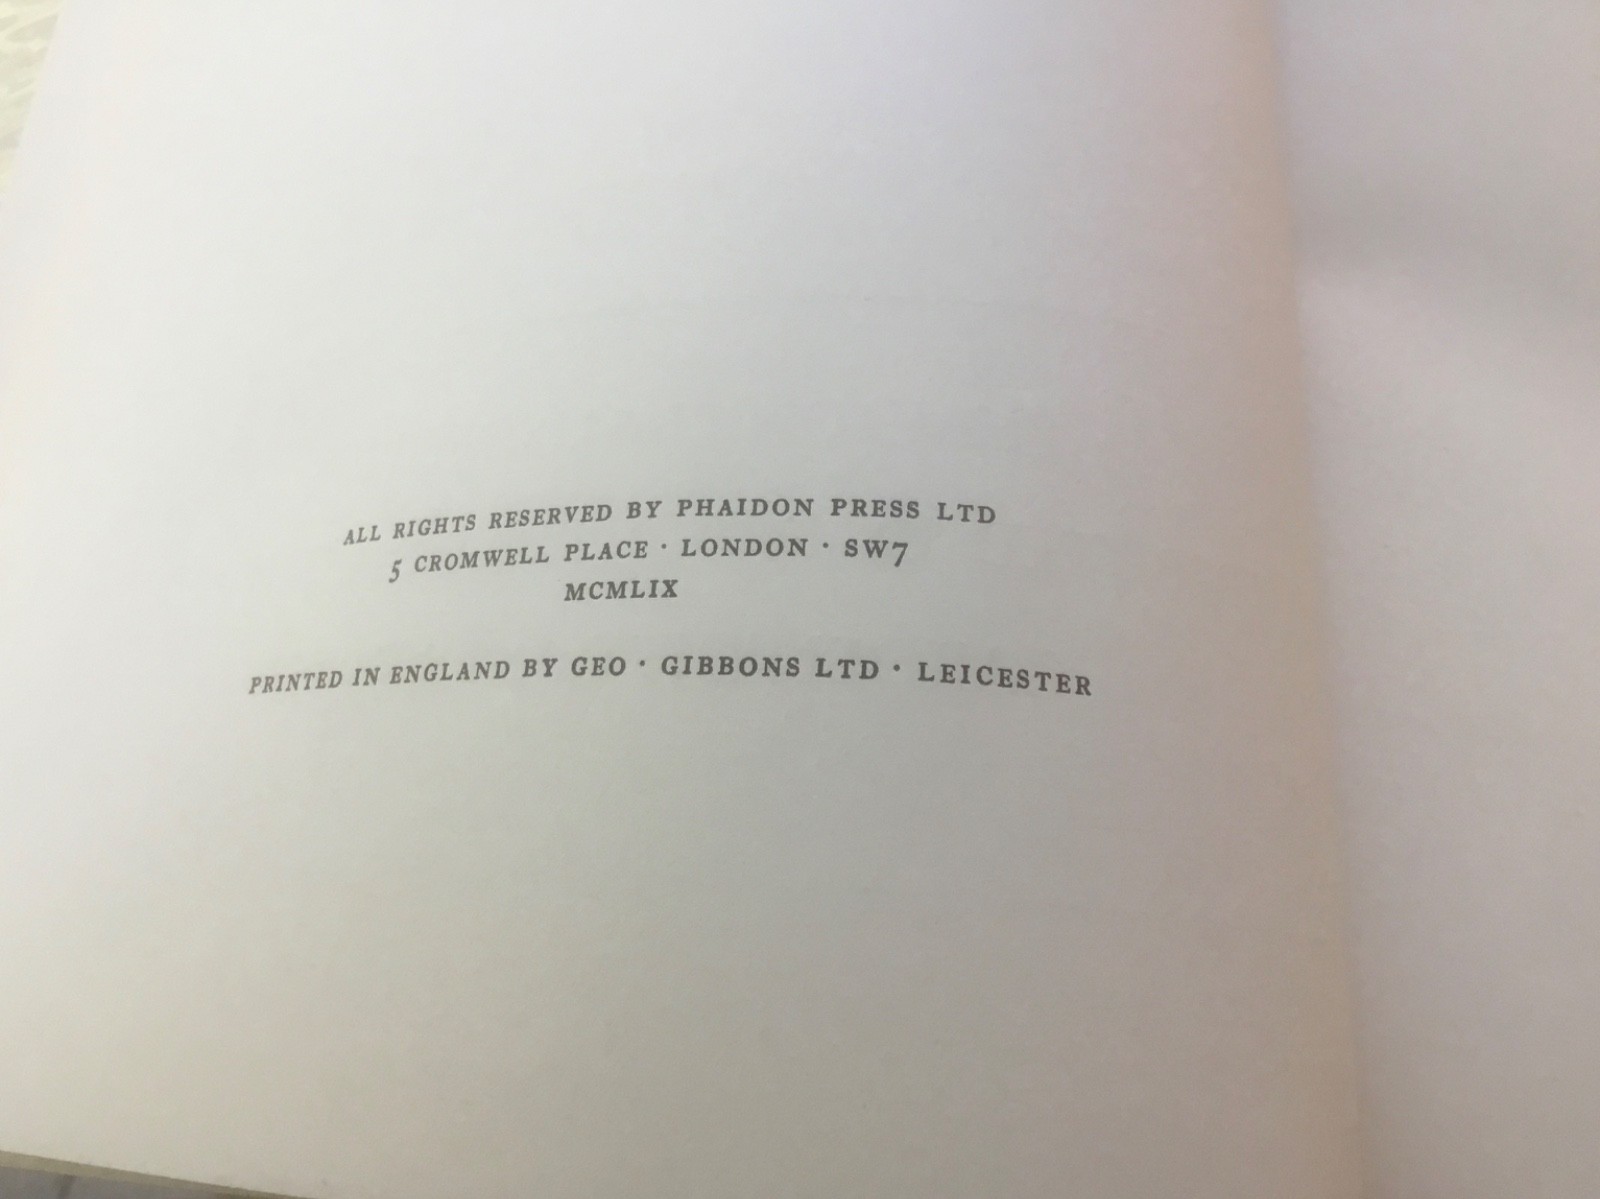 ALL RIGHTS RESERVED BY PHAIDON PRESS LTD
5 CROMWELL PLACE · LONDON · SW7
MCMLIX
PRINTED IN ENGLAND BY GEO · GIBBONS LTD · LEICESTER